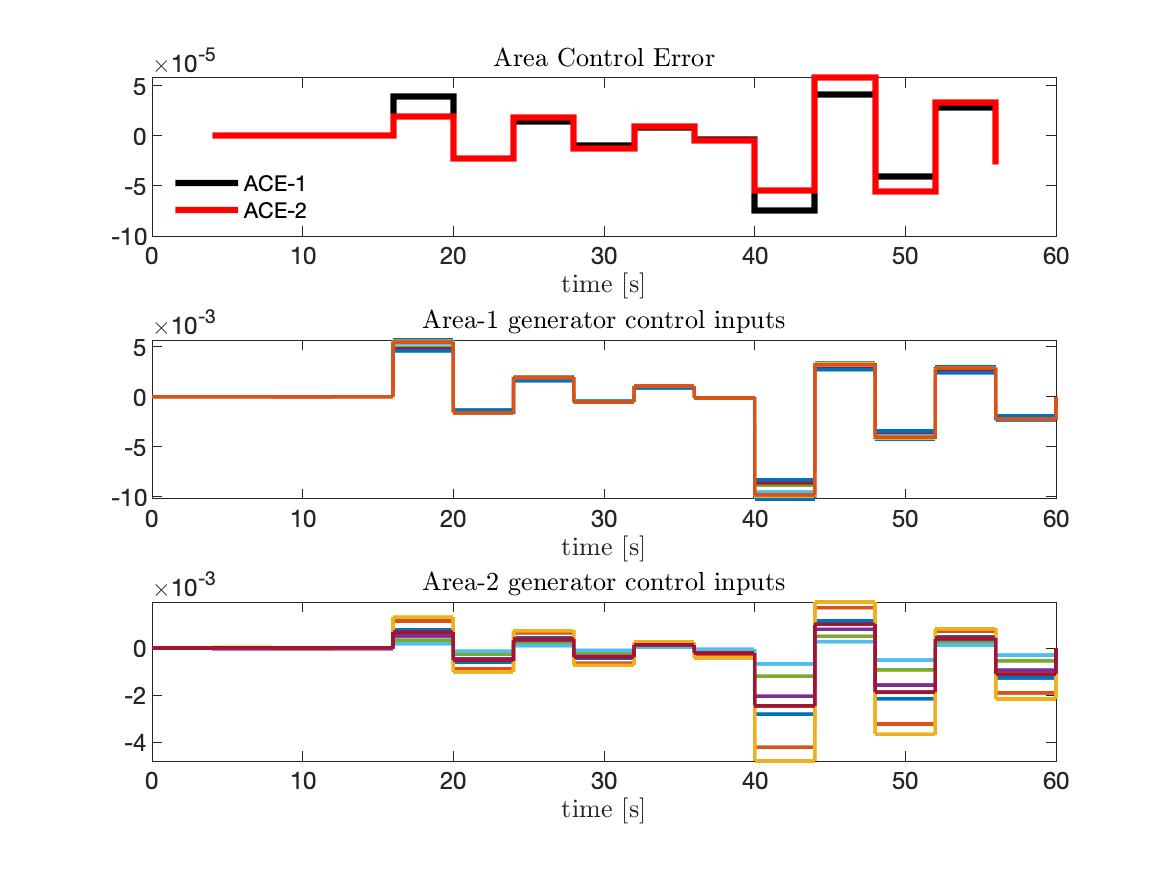 ×10-5
Area Control Error
5
0
-5
-10
ACE-1
ACE-2
0 10 20 30 40 50 60
time [s]
×10-3
Area-1 generator control inputs
5
0
-5
-10
0 10 20 30 40 50 60
time [s]
×10-3
Area-2 generator control inputs
0
-2
-4
0 10 20 30 40 50 60
time [s]